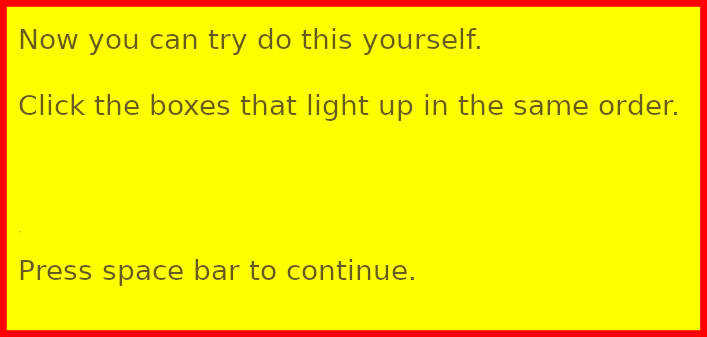 Now you can try do this yourself.
Click the boxes that light up in the same order.
.
Press space bar to continue.